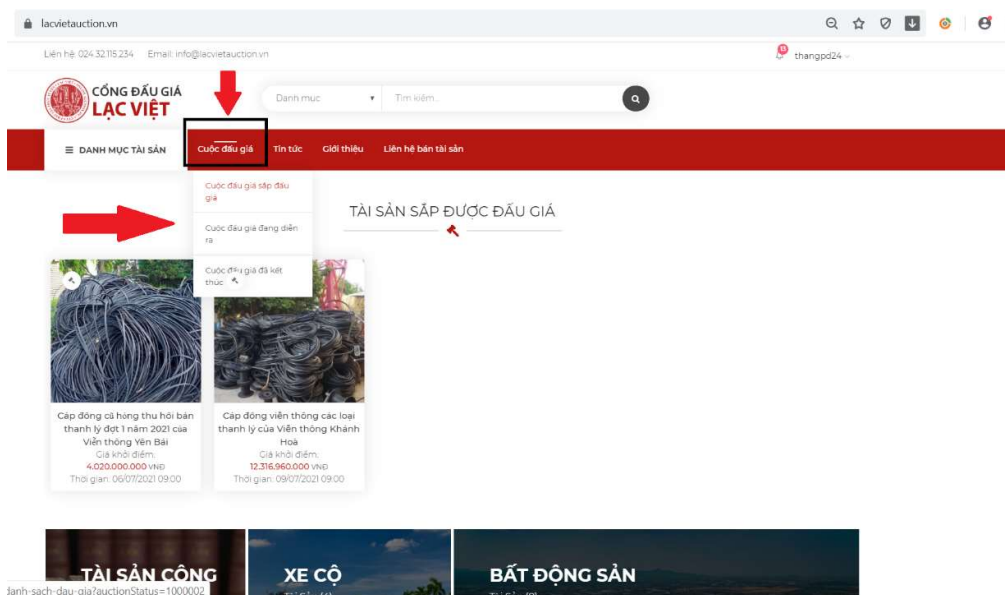 lacvietauction.vn
Liên hệ: 024.32.115.234 Email: info@lacvietauction.vn
thangpd24
CỔNG ĐẤU GIÁ
LẠC VIỆT
Danh mục
Tìm kiếm...
DANH MỤC TÀI SẢN
Cuộc đấu giá
Tin tức
Giới thiệu
Liên hệ bán tài sản
Cuộc đấu giá sắp đấu
giá
Cuộc đấu giá đang diễn
ra
Cuộc đấu giá đã kết
thúc
TÀI SẢN SẮP ĐƯỢC ĐẤU GIÁ
Cáp đồng cũ hỏng thu hồi bán
thanh lý đợt 1 năm 2021 của
Viễn thông Yên Bái
Giá khởi điểm:
4.020.000.000 VNĐ
Thời gian: 06/07/2021 09:00
Cáp đồng viễn thông các loại
thanh lý của Viễn thông Khánh
Hoà
Giá khởi điểm:
12.316.960.000 VNĐ
Thời gian: 09/07/2021 09:00
TÀI SẢN CÔNG
XE CỘ
BẤT ĐỘNG SẢN
danh-sach-dau-gia?auctionStatus=1000002